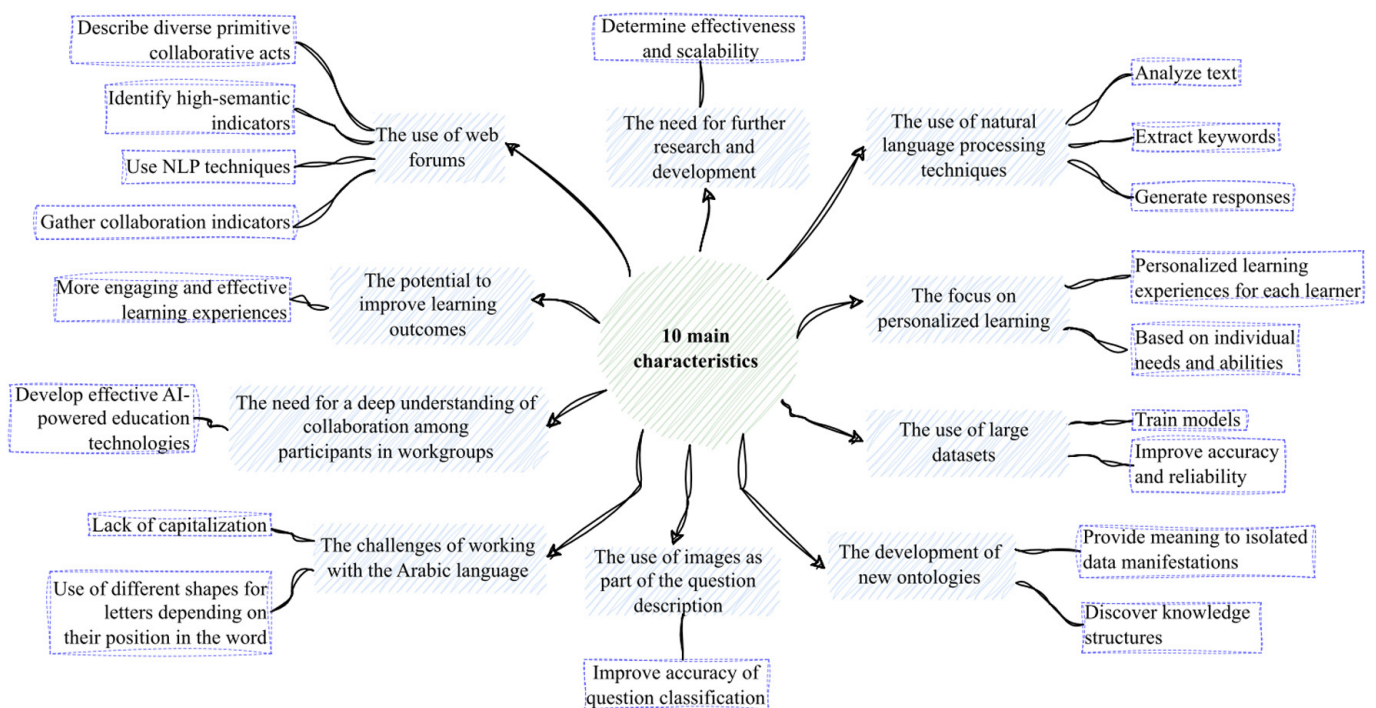 Describe diverse primitive
collaborative acts
Identify high-semantic
indicators
Use NLP techniques
Gather collaboration indicators
The use of web
forums
Determine effectiveness
and scalability
The need for further
research and
development
The use of natural
language processing
techniques
Analyze text
Extract keywords
Generate responses
More engaging and effective
learning experiences
The potential to
improve learning
outcomes
10 main
characteristics
The focus on
personalized learning
Personalized learning
experiences for each learner
Based on individual
needs and abilities
Develop effective AI-
powered education
technologies
The need for a deep understanding of
collaboration among
participants in workgroups
The use of large
datasets
Train models
Improve accuracy
and reliability
Lack of capitalization
Use of different shapes for
letters depending on
their position in the word
The challenges of working
with the Arabic language
The use of images as
part of the question
description
Improve accuracy of
question classification
The development of
new ontologies
Provide meaning to isolated
data manifestations
Discover knowledge
structures